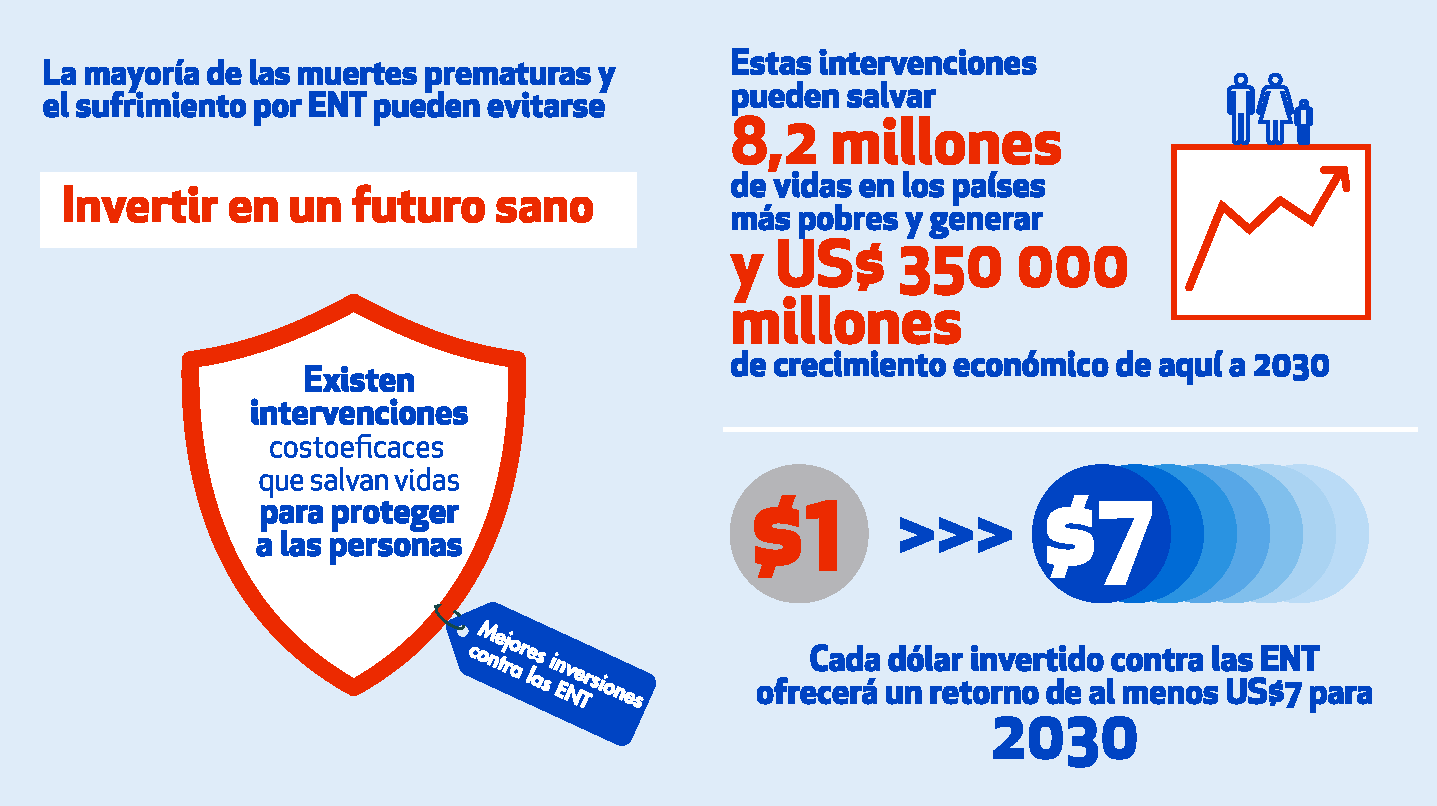 La mayoría de las muertes prematuras y
el sufrimiento por ENT pueden evitarse
Invertir en un futuro sano
Existen
intervenciones
costoeficaces
que salvan vidas
para proteger
a las personas
Mejores inversiones
contra las ENT
Estas intervenciones
pueden salvar
8,2 millones
de vidas en los países
más pobres y generar
y US$ 350 000
millones
de crecimiento económico de aquí a 2030
$1 >>> $7
Cada dólar invertido contra las ENT
ofrecerá un retorno de al menos US$7 para
2030